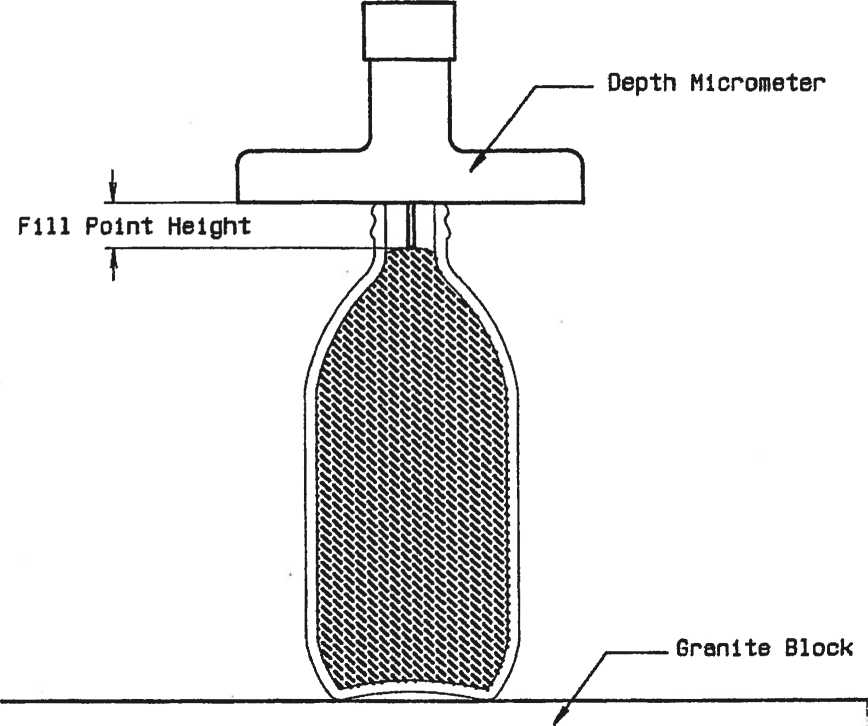 Depth Micrometer
Fill Point Height
Granite Block